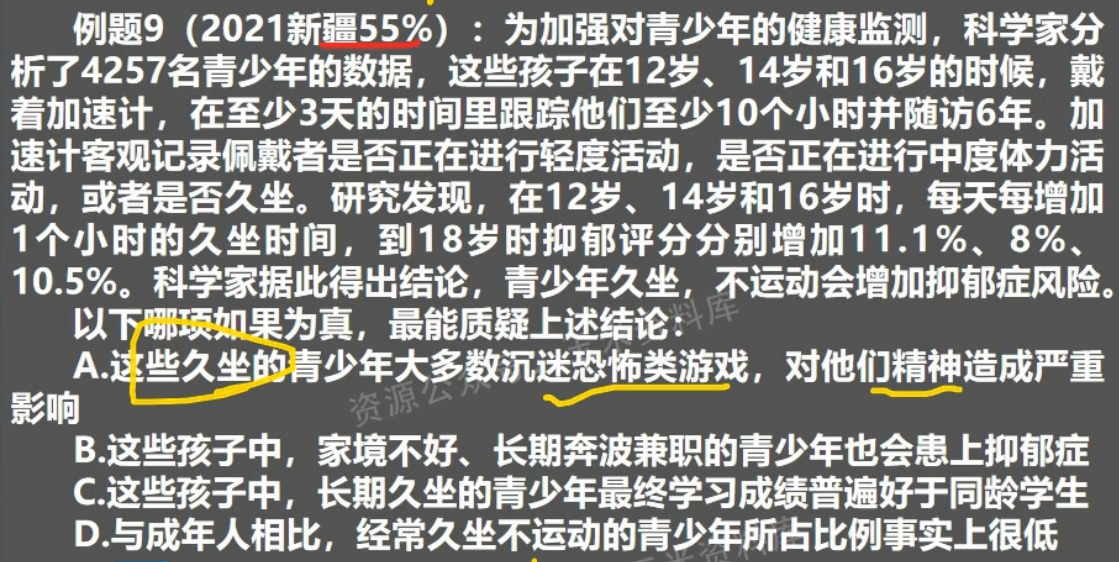 例题9（2021新疆55%）：为加强对青少年的健康监测，科学家分
析了4257名青少年的数据，这些孩子在12岁、14岁和16岁的时候，戴
着加速计，在至少3天的时间里跟踪他们至少10个小时并随访6年。加
速计客观记录佩戴者是否正在进行轻度活动，是否正在进行中度体力活
动，或者是否久坐。研究发现，在12岁、14岁和16岁时，每天每增加
1个小时的久坐时间，到18岁时抑郁评分分别增加11.1%、8%、
10.5%。科学家据此得出结论，青少年久坐，不运动会增加抑郁症风险。
以下哪项如果为真，最能质疑上述结论：
A.这些久坐的青少年大多数沉迷恐怖类游戏，对他们精神造成严重
影响
B.这些孩子中，家境不好、长期奔波兼职的青少年也会患上抑郁症
C.这些孩子中，长期久坐的青少年最终学习成绩普遍好于同龄学生
D.与成年人相比，经常久坐不运动的青少年所占比例事实上很低
资源公众
资料库